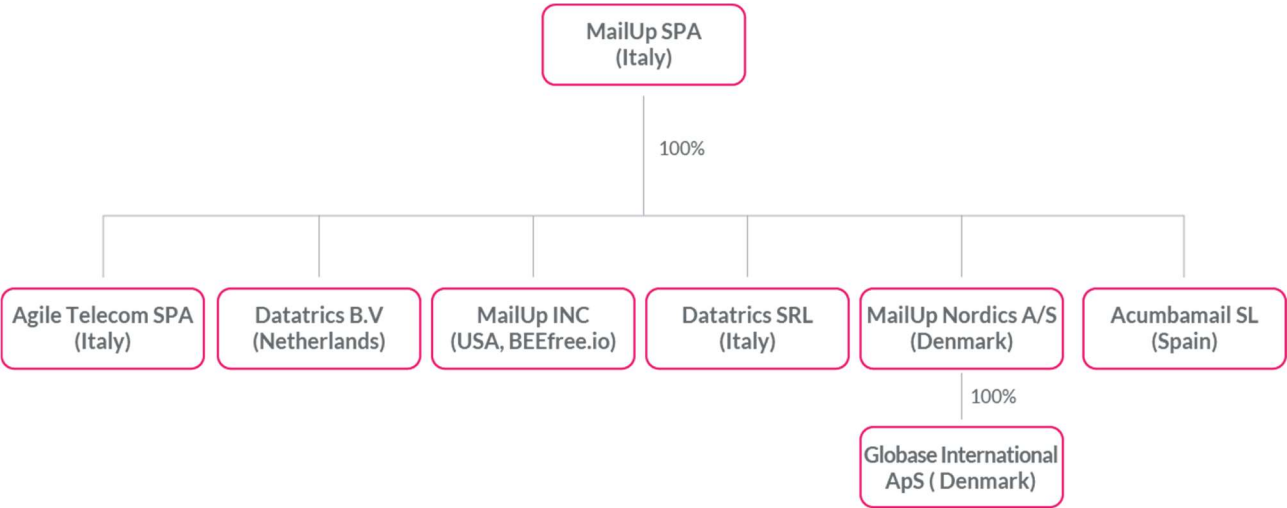 MailUp SPA
(Italy)
100%
Agile Telecom SPA
(Italy)
Datatrics B.V
(Netherlands)
MailUp INC
(USA, BEEfree.io)
Datatrics SRL
(Italy)
MailUp Nordics A/S
(Denmark)
Acumbamail SL
(Spain)
100%
Globase International
ApS ( Denmark)